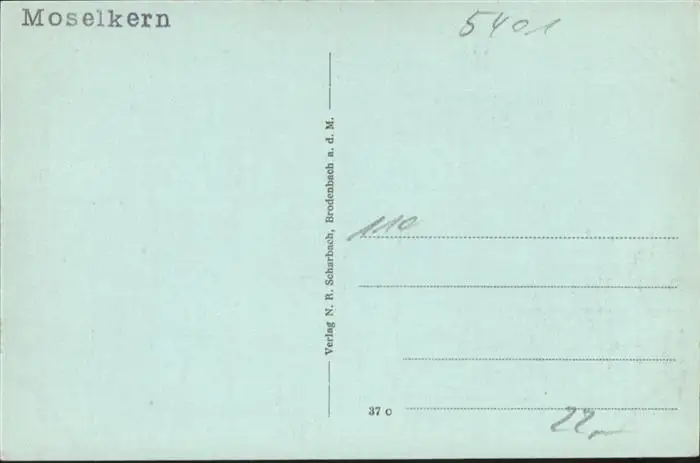 Moselkern
5401
Verlag N. R. Scharbach, Brodenbach a. d. M.
110
37 o
22,-